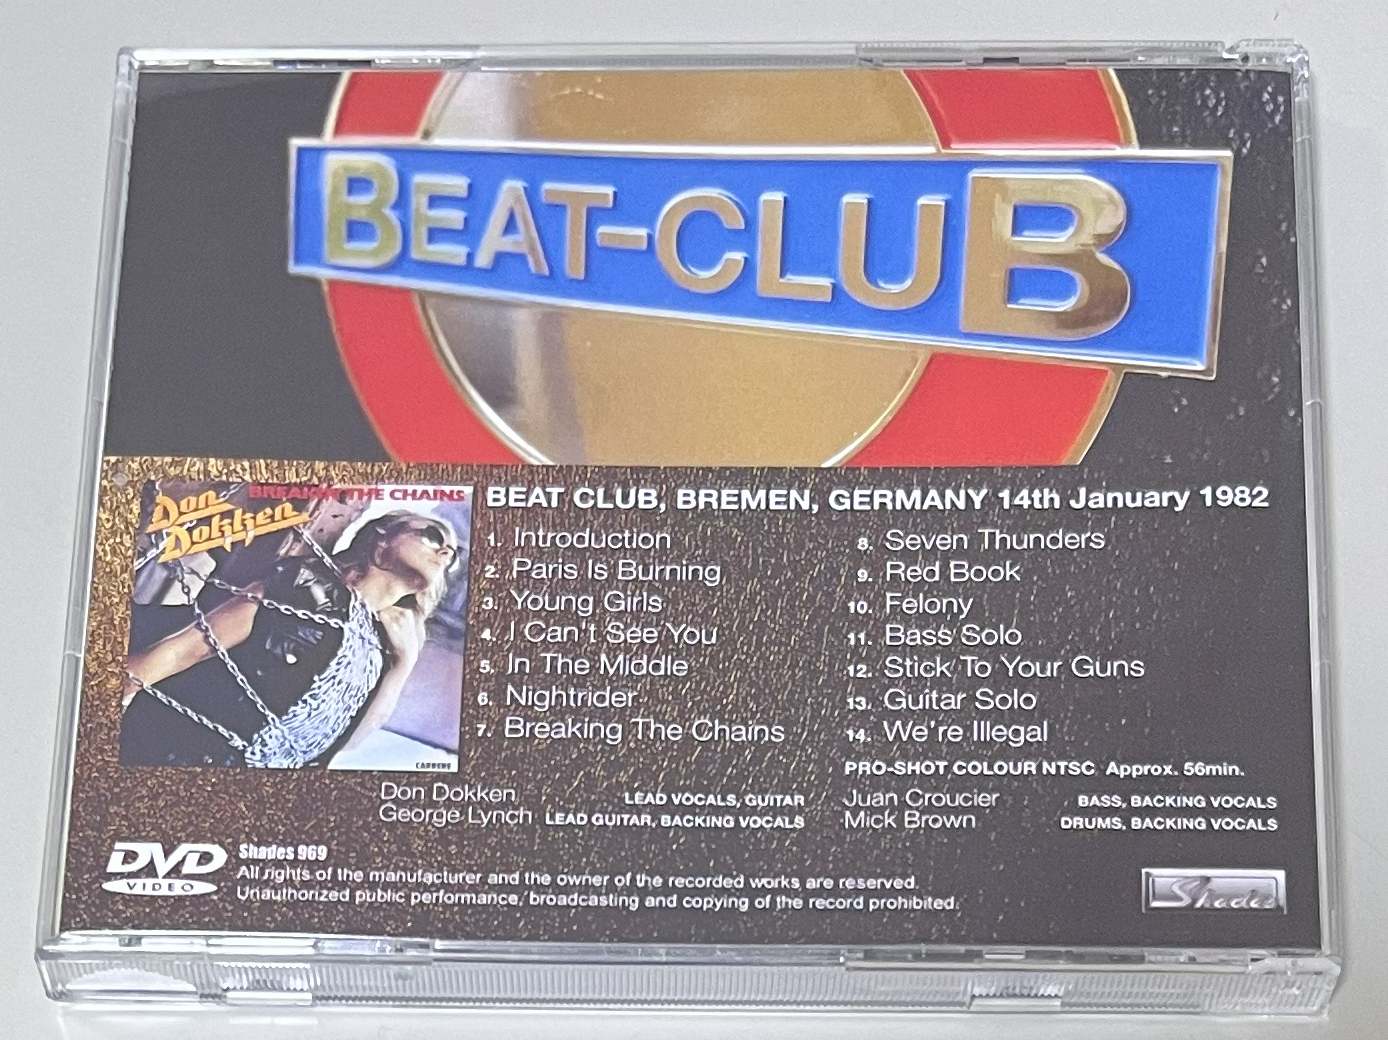 BEAT-CLUB
Don
Dokken
BREAKIN' THE CHAINS
CARRERE
BEAT CLUB, BREMEN, GERMANY 14th January 1982
1. Introduction
2. Paris Is Burning
3. Young Girls
4. I Can't See You
5. In The Middle
6. Nightrider
7. Breaking The Chains
8. Seven Thunders
9. Red Book
10. Felony
11. Bass Solo
12. Stick To Your Guns
13. Guitar Solo
14. We're Illegal
PRO-SHOT COLOUR NTSC Approx. 56min.
Don Dokken LEAD VOCALS, GUITAR
George Lynch LEAD GUITAR, BACKING VOCALS
Juan Croucier BASS, BACKING VOCALS
Mick Brown DRUMS, BACKING VOCALS
DVD
VIDEO
Shades 969
All rights of the manufacturer and the owner of the recorded works are reserved.
Unauthorized public performance, broadcasting and copying of the record prohibited.
Shades